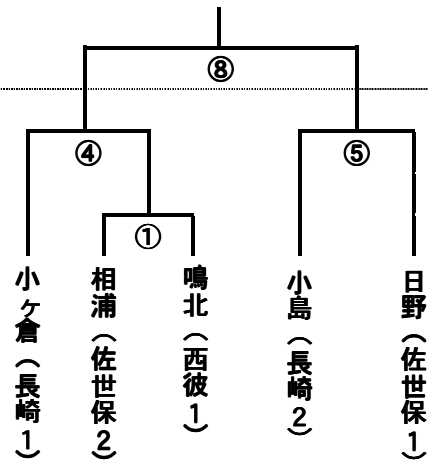 ⑧
④
⑤
①
小ヶ倉（長崎1）
相浦（佐世保2）
鳴北（西彼1）
小島（長崎2）
日野（佐世保1）